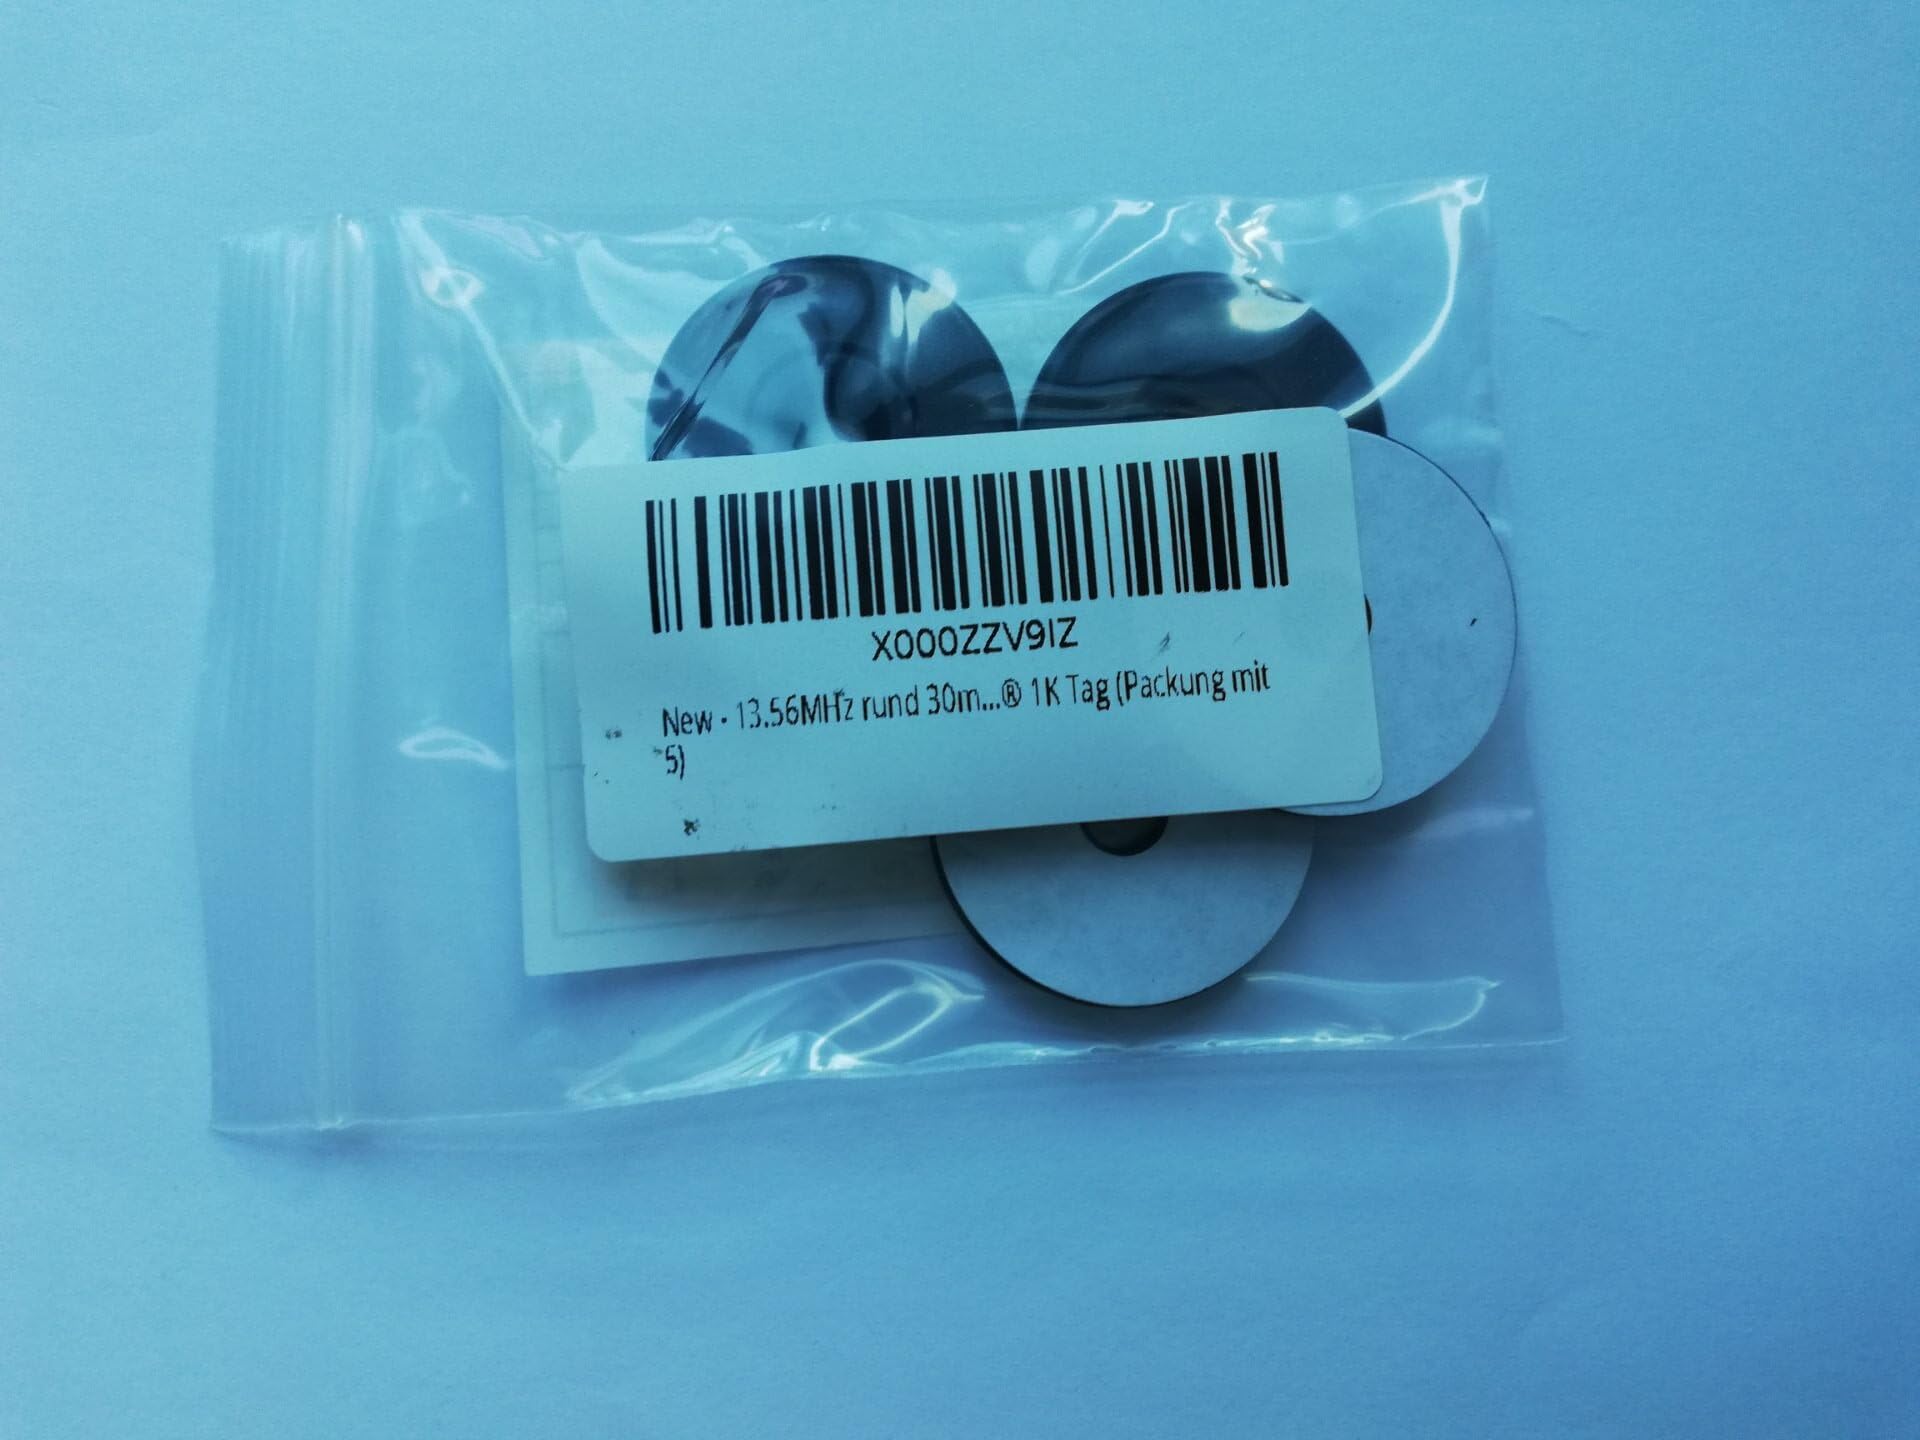 X000ZZV9IZ
New - 13.56MHz rund 30m...® 1K Tag (Packung mit
5)